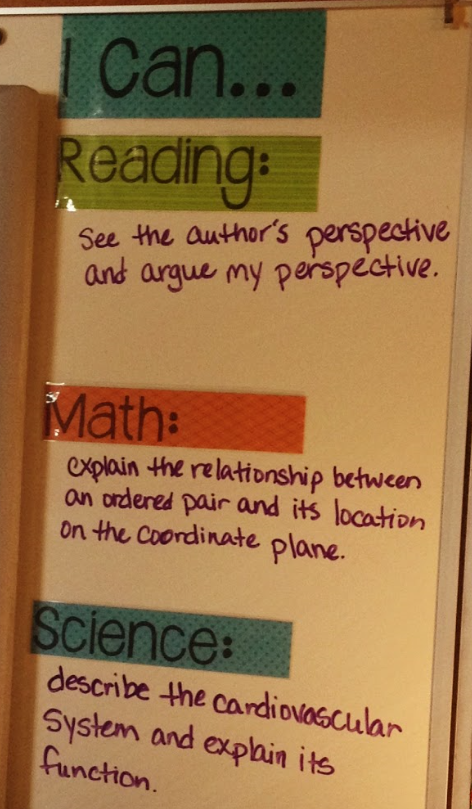 I Can...
Reading:
See the author's perspective
and argue my perspective.
Math:
explain the relationship between
an ordered pair and its location
on the coordinate plane.
Science:
describe the cardiovascular
system and explain its
function.